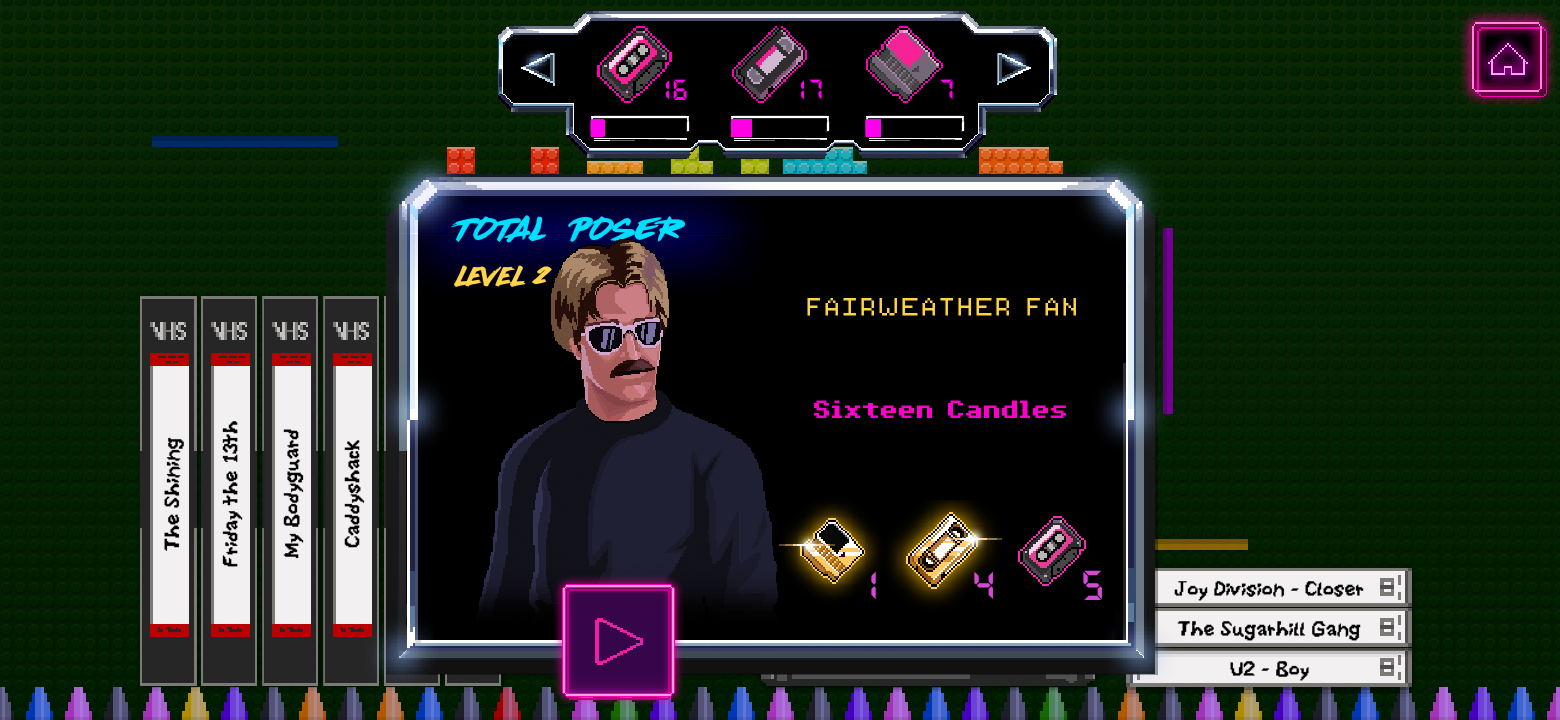 16
17
7
TOTAL POSER
LEVEL 2
FAIRWEATHER FAN
Sixteen Candles
1
4
5
VHS
VHS
VHS
VHS
The Shining
Friday the 13th
My Bodyguard
Caddyshack
Joy Division - Closer
The Sugarhill Gang
U2 - Boy